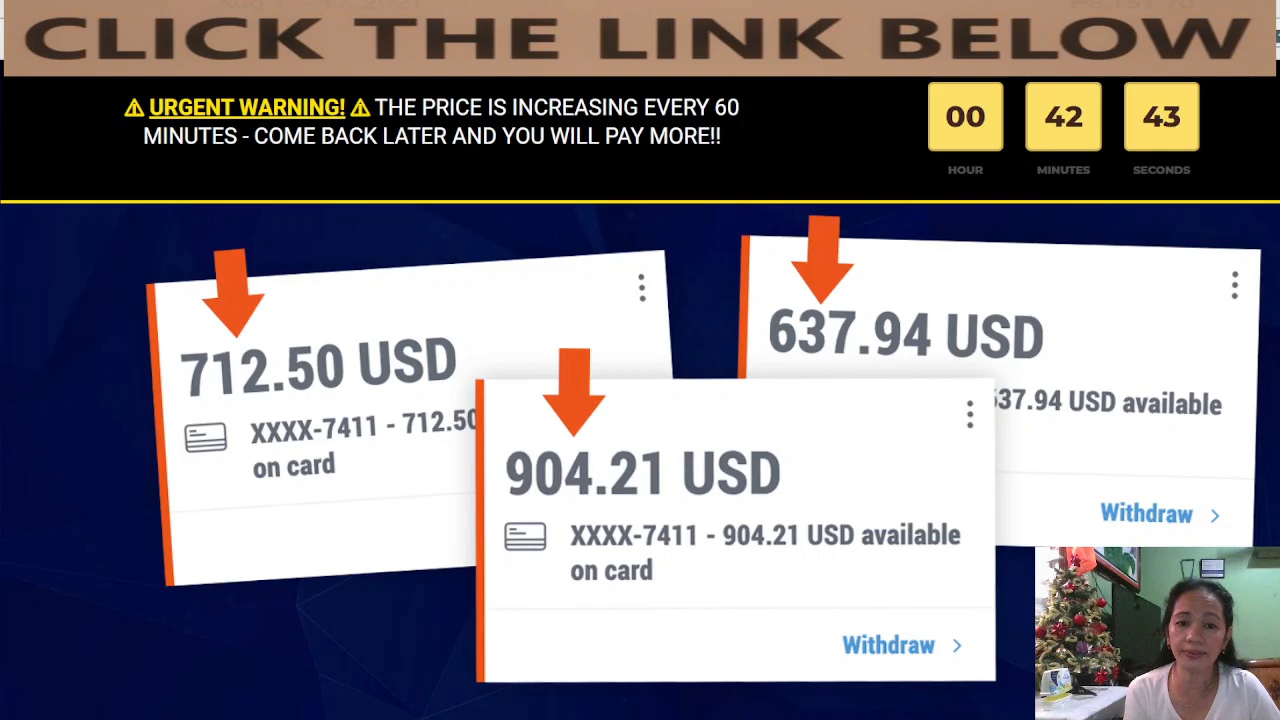 CLICK THE LINK BELOW
⚠ URGENT WARNING! ⚠ THE PRICE IS INCREASING EVERY 60
MINUTES - COME BACK LATER AND YOU WILL PAY MORE!!
00 42 43
HOUR MINUTES SECONDS
712.50 USD
XXXX-7411 - 712.50
on card
637.94 USD
637.94 USD available
Withdraw
904.21 USD
XXXX-7411 - 904.21 USD available
on card
Withdraw